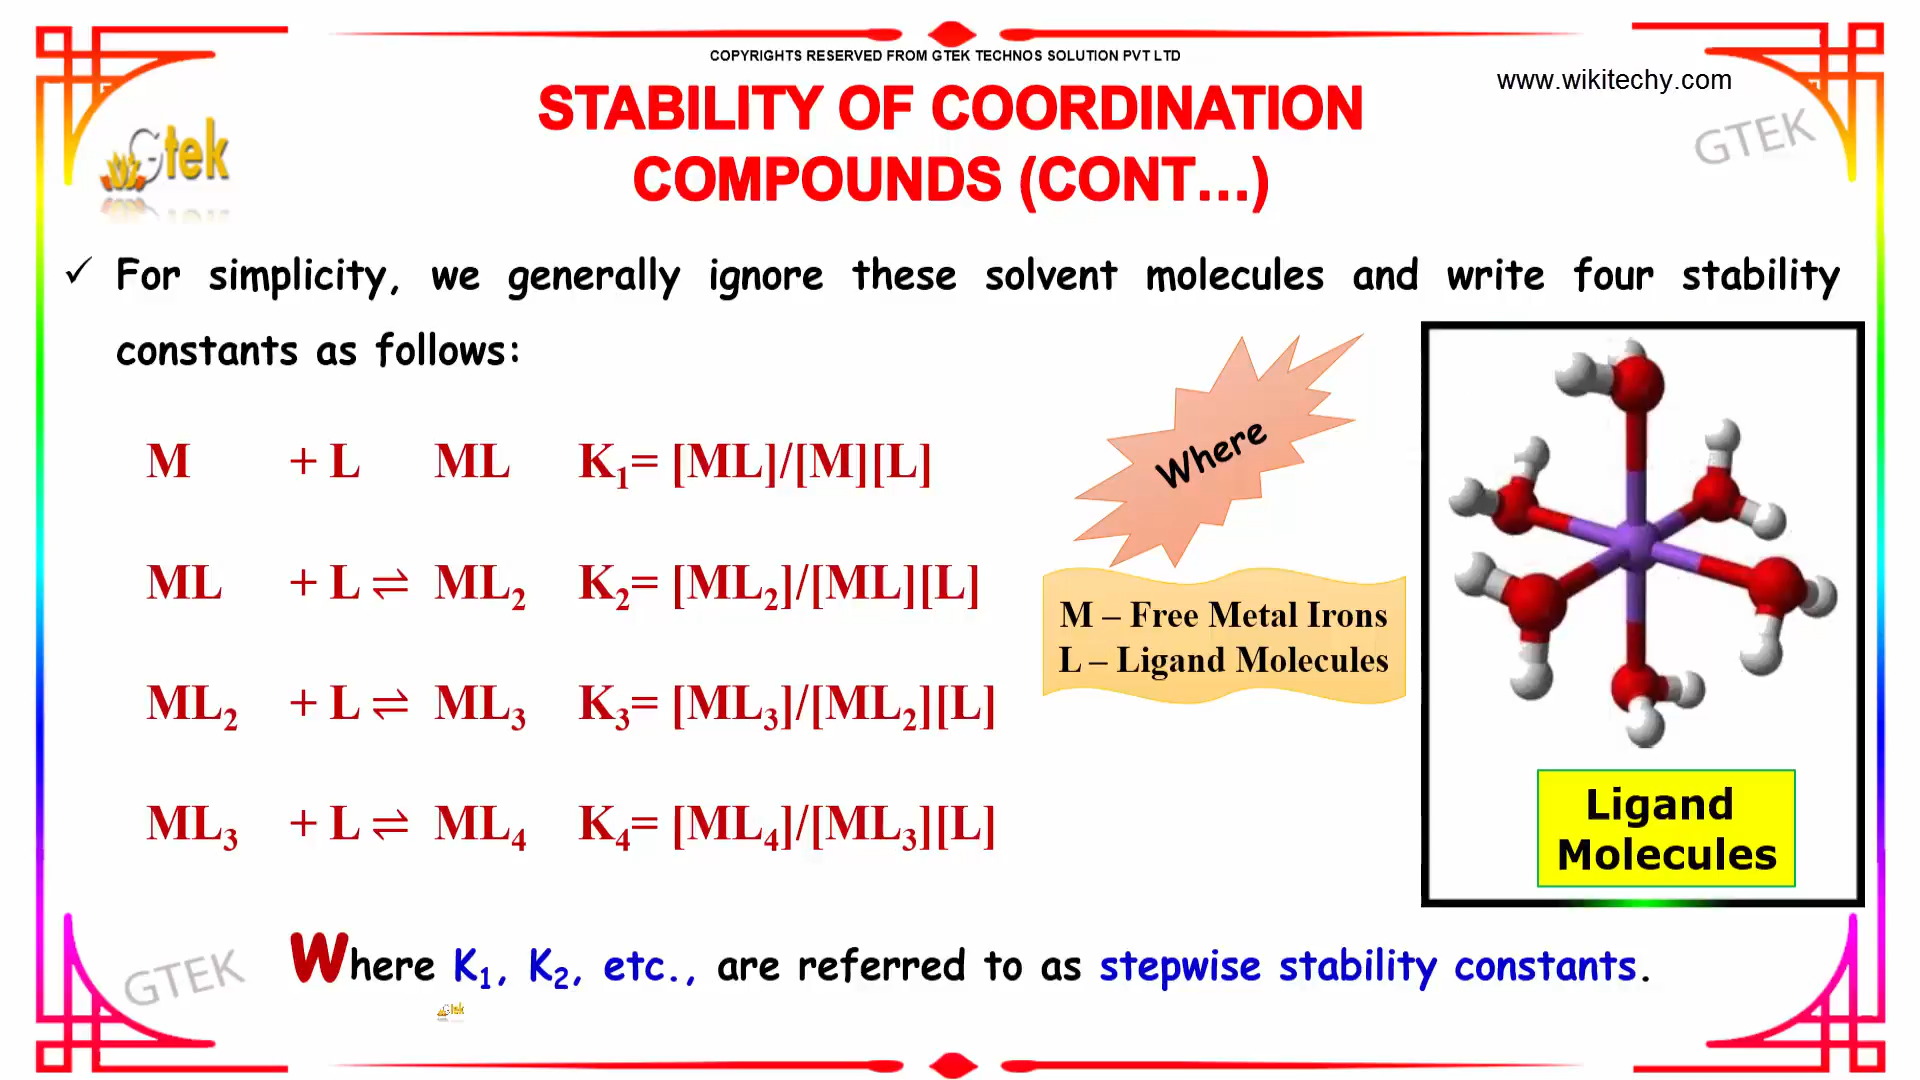 COPYRIGHTS RESERVED FROM GTEK TECHNOS SOLUTION PVT LTD
www.wikitechy.com
Gtek
GTEK
STABILITY OF COORDINATION
COMPOUNDS (CONT...)
✓ For simplicity, we generally ignore these solvent molecules and write four stability
constants as follows:
M + L ML K₁= [ML]/[M][L]
ML + L ⇌ ML₂ K₂= [ML₂]/[ML][L]
ML₂ + L ⇌ ML₃ K₃= [ML₃]/[ML₂][L]
ML₃ + L ⇌ ML₄ K₄= [ML₄]/[ML₃][L]
Where
M – Free Metal Irons
L – Ligand Molecules
Ligand
Molecules
Where K₁, K₂, etc., are referred to as stepwise stability constants.
GTEK
Gtek